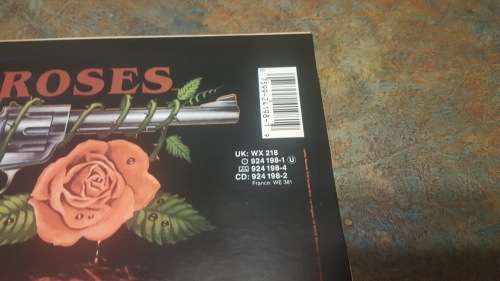 ROSES
UK: WX 218
924 198-1 U
924 198-4
CD: 924 198-2
France: WE 381